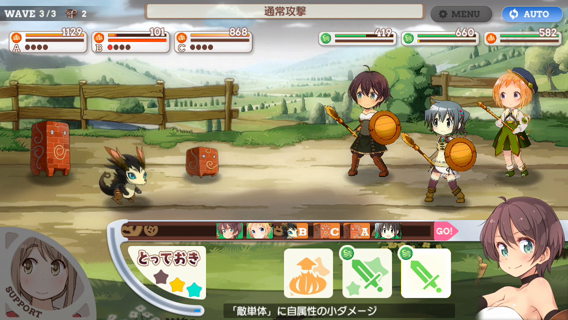 WAVE 3/3 2
通常攻撃
MENU
AUTO
1129
A
101
B
868
C
419
660
582
B C A GO!
とっておき
SUPPORT
「敵単体」に自属性の小ダメージ